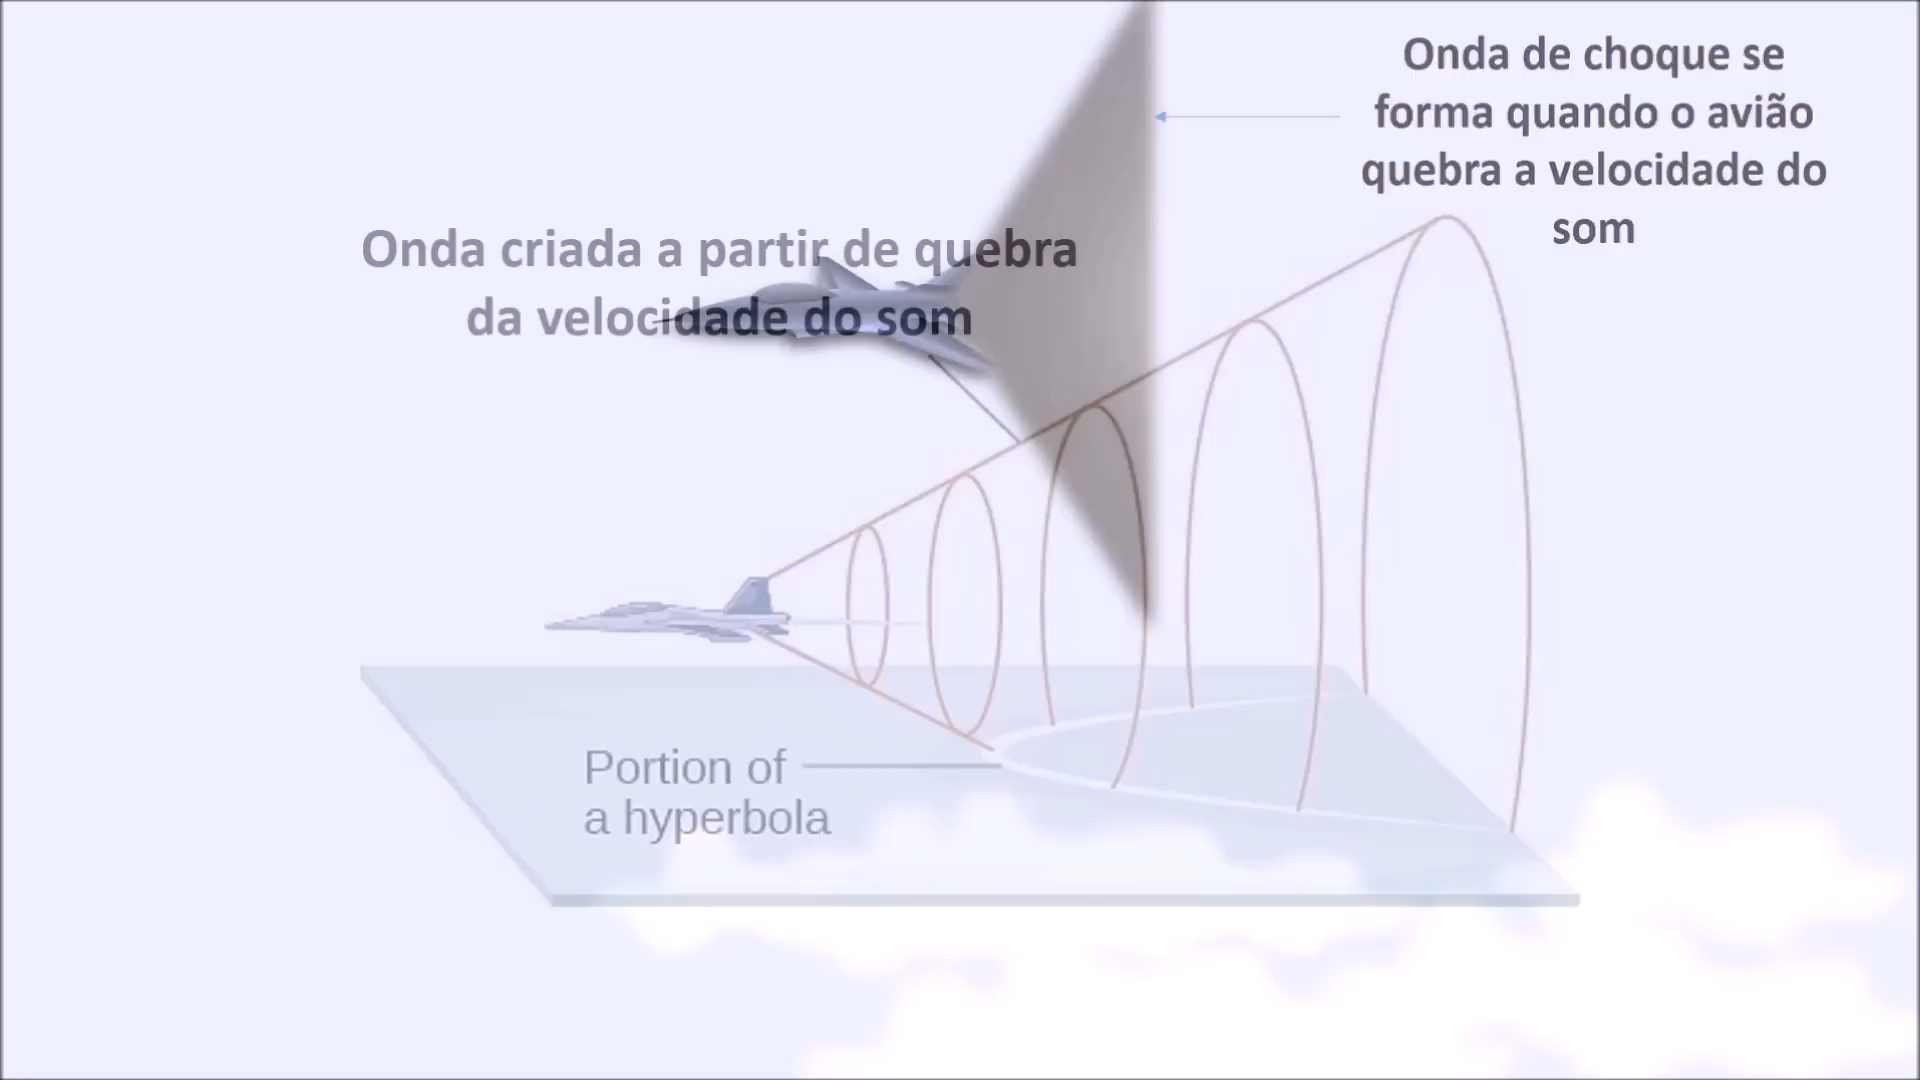 Onda de choque se
forma quando o avião
quebra a velocidade do
som
Onda criada a partir de quebra
da velocidade do som
Portion of
a hyperbola